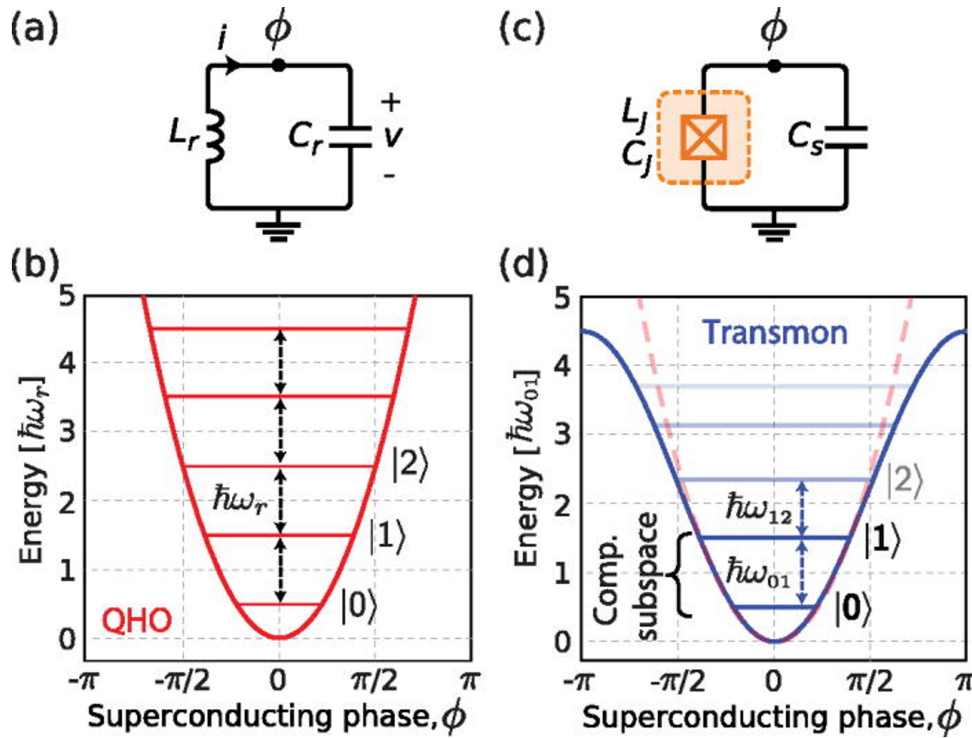 (a)
i
ϕ
L_r
C_r
+
v
-
(b)
Energy [ħω_r]
5
4
3
2
1
0
|2⟩
ħω_r
|1⟩
|0⟩
QHO
-π
-π/2
0
π/2
π
Superconducting phase, ϕ
(c)
ϕ
L_J
C_J
C_s
(d)
Energy [ħω_01]
5
4
3
2
1
0
Transmon
|2⟩
ħω_12
|1⟩
Comp.
subspace
ħω_01
|0⟩
-π
-π/2
0
π/2
π
Superconducting phase, ϕ